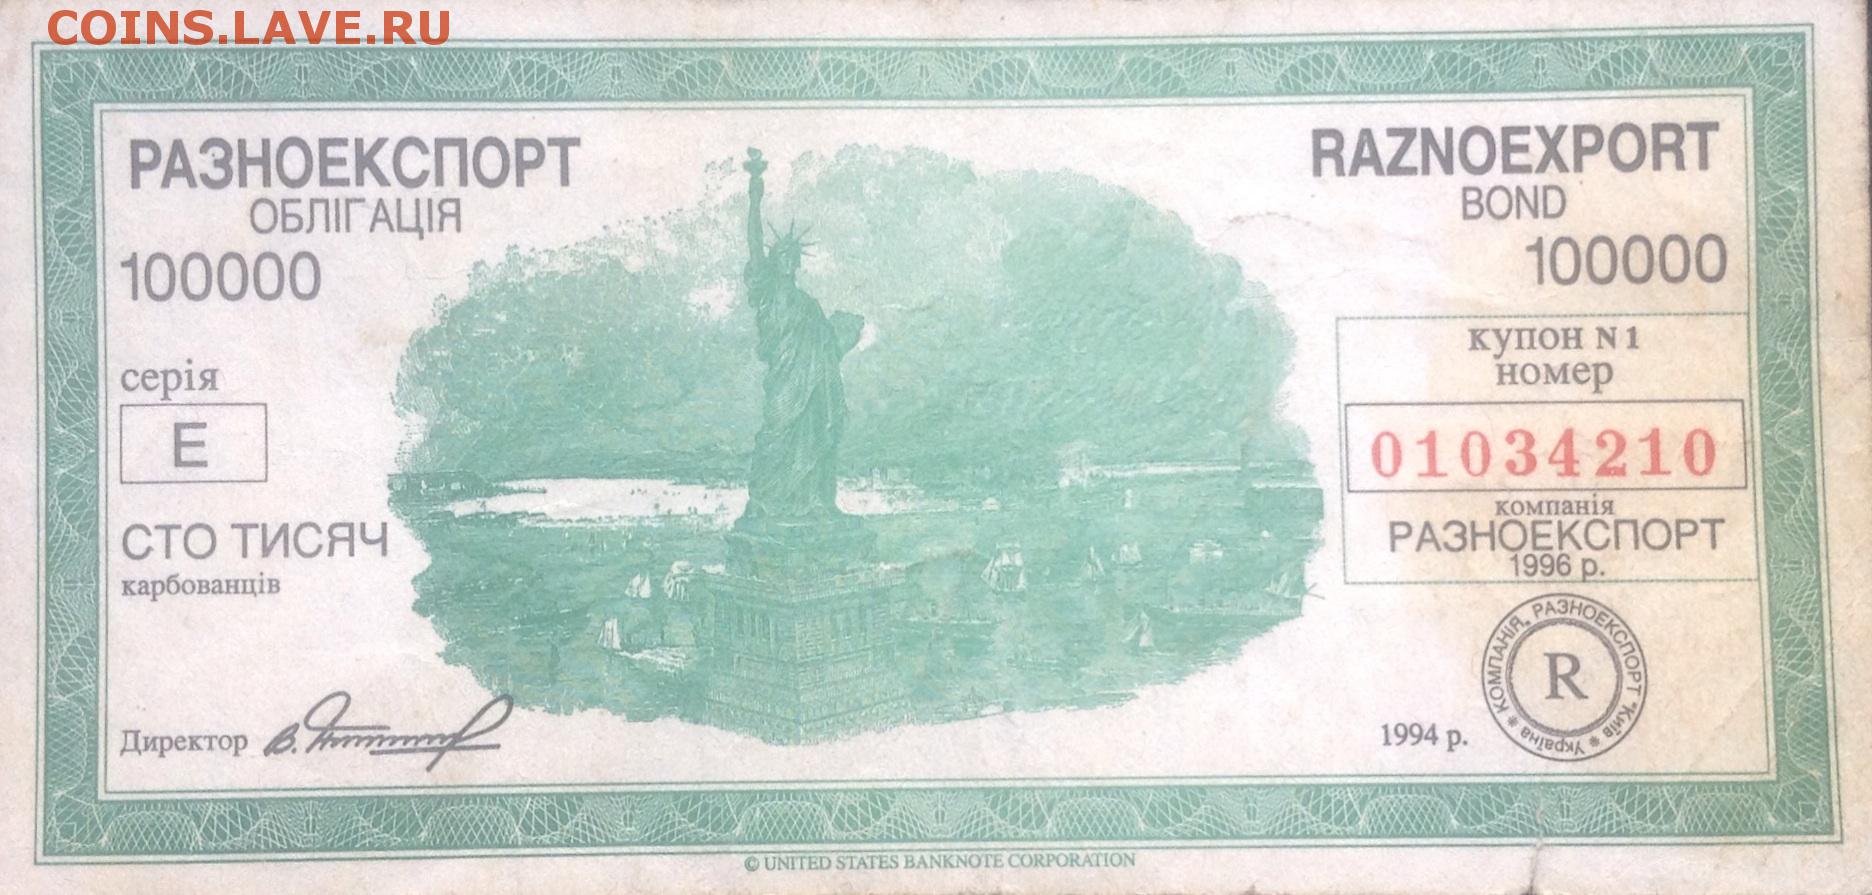 COINS.LAVE.RU
РАЗНОЕКСПОРТ
ОБЛІГАЦІЯ
100000
серія
Е
СТО ТИСЯЧ
карбованців
Директор
RAZNOEXPORT
BOND
100000
купон N 1
номер
01034210
компанія
РАЗНОЕКСПОРТ
1996 р.
1994 р.
КОМПАНІЯ, РАЗНОЕКСПОРТ "Київ * Україна *
R
© UNITED STATES BANKNOTE CORPORATION